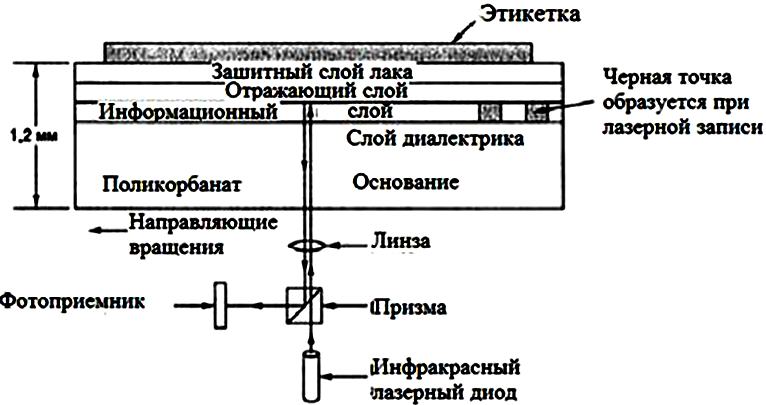 Этикетка
Зашитный слой лака
Отражающий слой
Информационный слой
Черная точка
образуется при
лазерной записи
1,2 мм
Слой диалектрика
Поликорбанат
Основание
Направляющие
вращения
Линза
Фотоприемник
Призма
Инфракрасный
лазерный диод